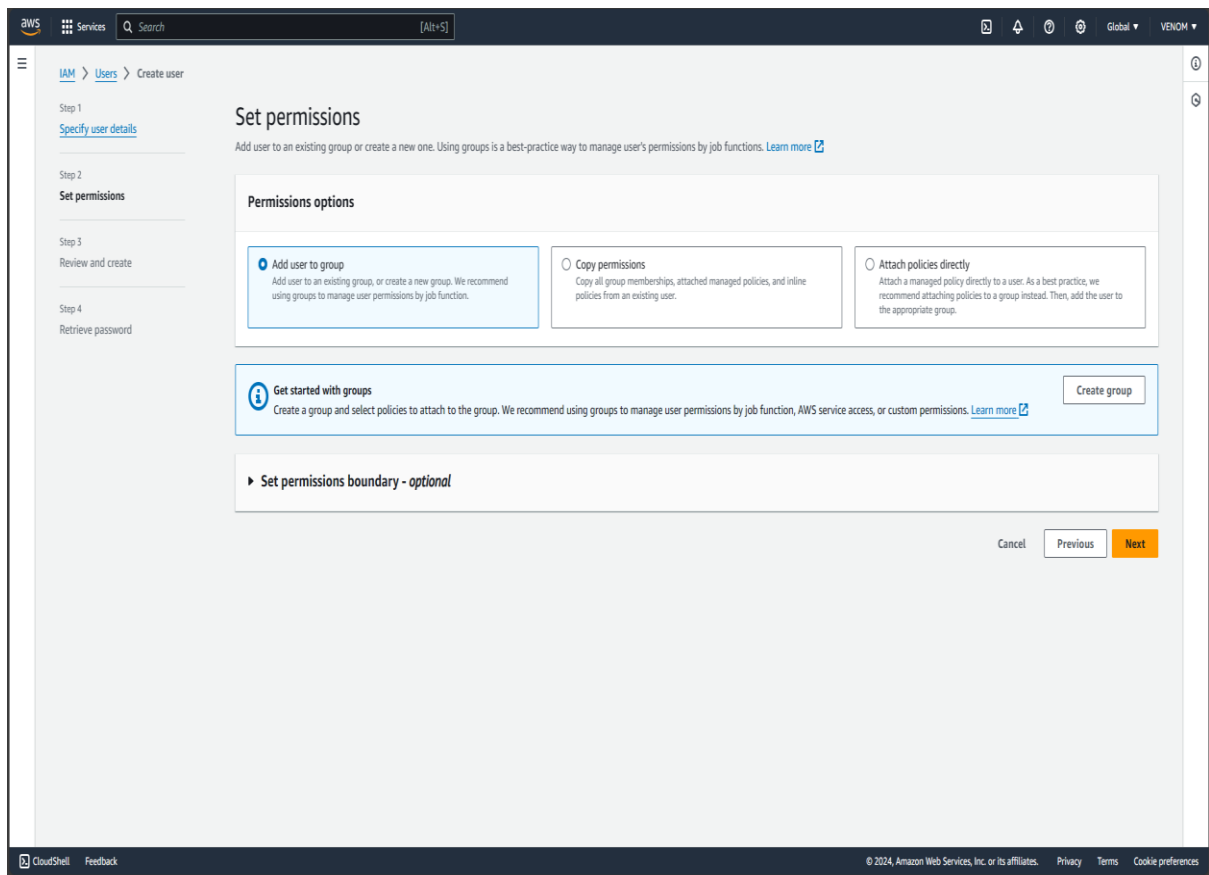 aws
Services
Search
[Alt+S]
Global ▼
VENOM ▼
IAM > Users > Create user
Step 1
Specify user details
Step 2
Set permissions
Step 3
Review and create
Step 4
Retrieve password
Set permissions
Add user to an existing group or create a new one. Using groups is a best-practice way to manage user's permissions by job functions. Learn more
Permissions options
Add user to group
Add user to an existing group, or create a new group. We recommend
using groups to manage user permissions by job function.
Copy permissions
Copy all group memberships, attached managed policies, and inline
policies from an existing user.
Attach policies directly
Attach a managed policy directly to a user. As a best practice, we
recommend attaching policies to a group instead. Then, add the user to
the appropriate group.
Get started with groups
Create a group and select policies to attach to the group. We recommend using groups to manage user permissions by job function, AWS service access, or custom permissions. Learn more
Create group
Set permissions boundary - optional
Cancel
Previous
Next
CloudShell
Feedback
© 2024, Amazon Web Services, Inc. or its affiliates.
Privacy
Terms
Cookie preferences